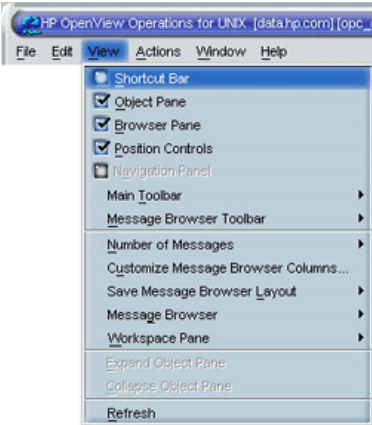 HP OpenView Operations for UNIX [data.hp.com] [opc_
File Edit View Actions Window Help
Shortcut Bar
Object Pane
Browser Pane
Position Controls
Navigation Panel
Main Toolbar
Message Browser Toolbar
Number of Messages
Customize Message Browser Columns...
Save Message Browser Layout
Message Browser
Workspace Pane
Expand Object Pane
Collapse Object Pane
Refresh